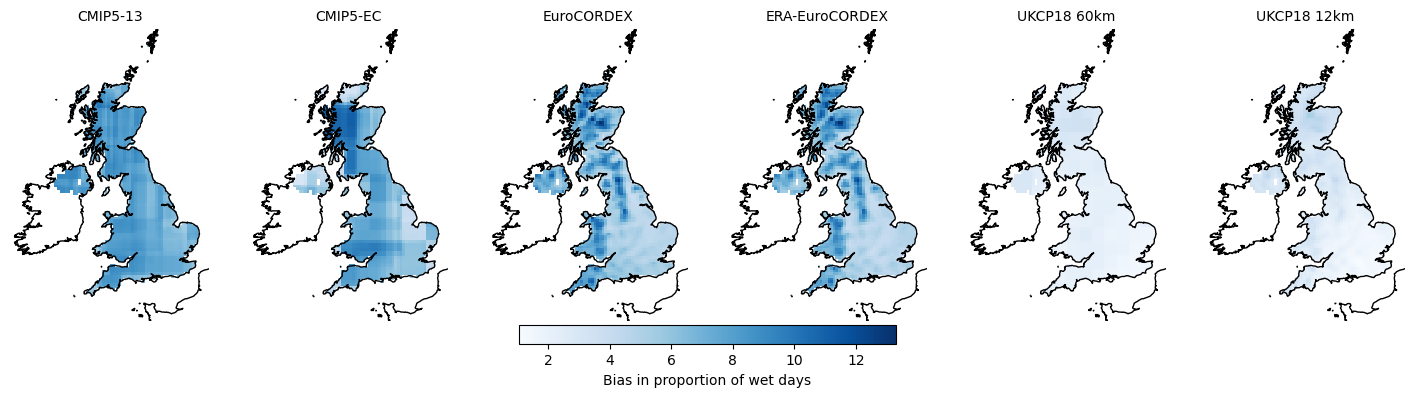 CMIP5-13 CMIP5-EC EuroCORDEX ERA-EuroCORDEX UKCP18 60km UKCP18 12km
2 4 6 8 10 12
Bias in proportion of wet days